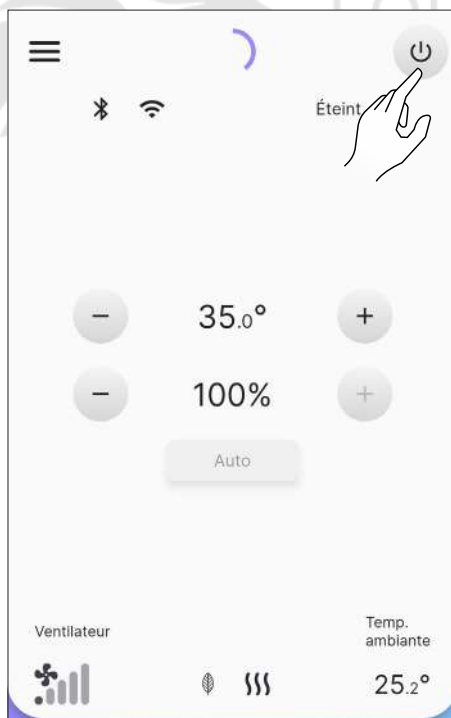 Éteint
− 35.0° +
− 100% +
Auto
Ventilateur
Temp.
ambiante
25.2°